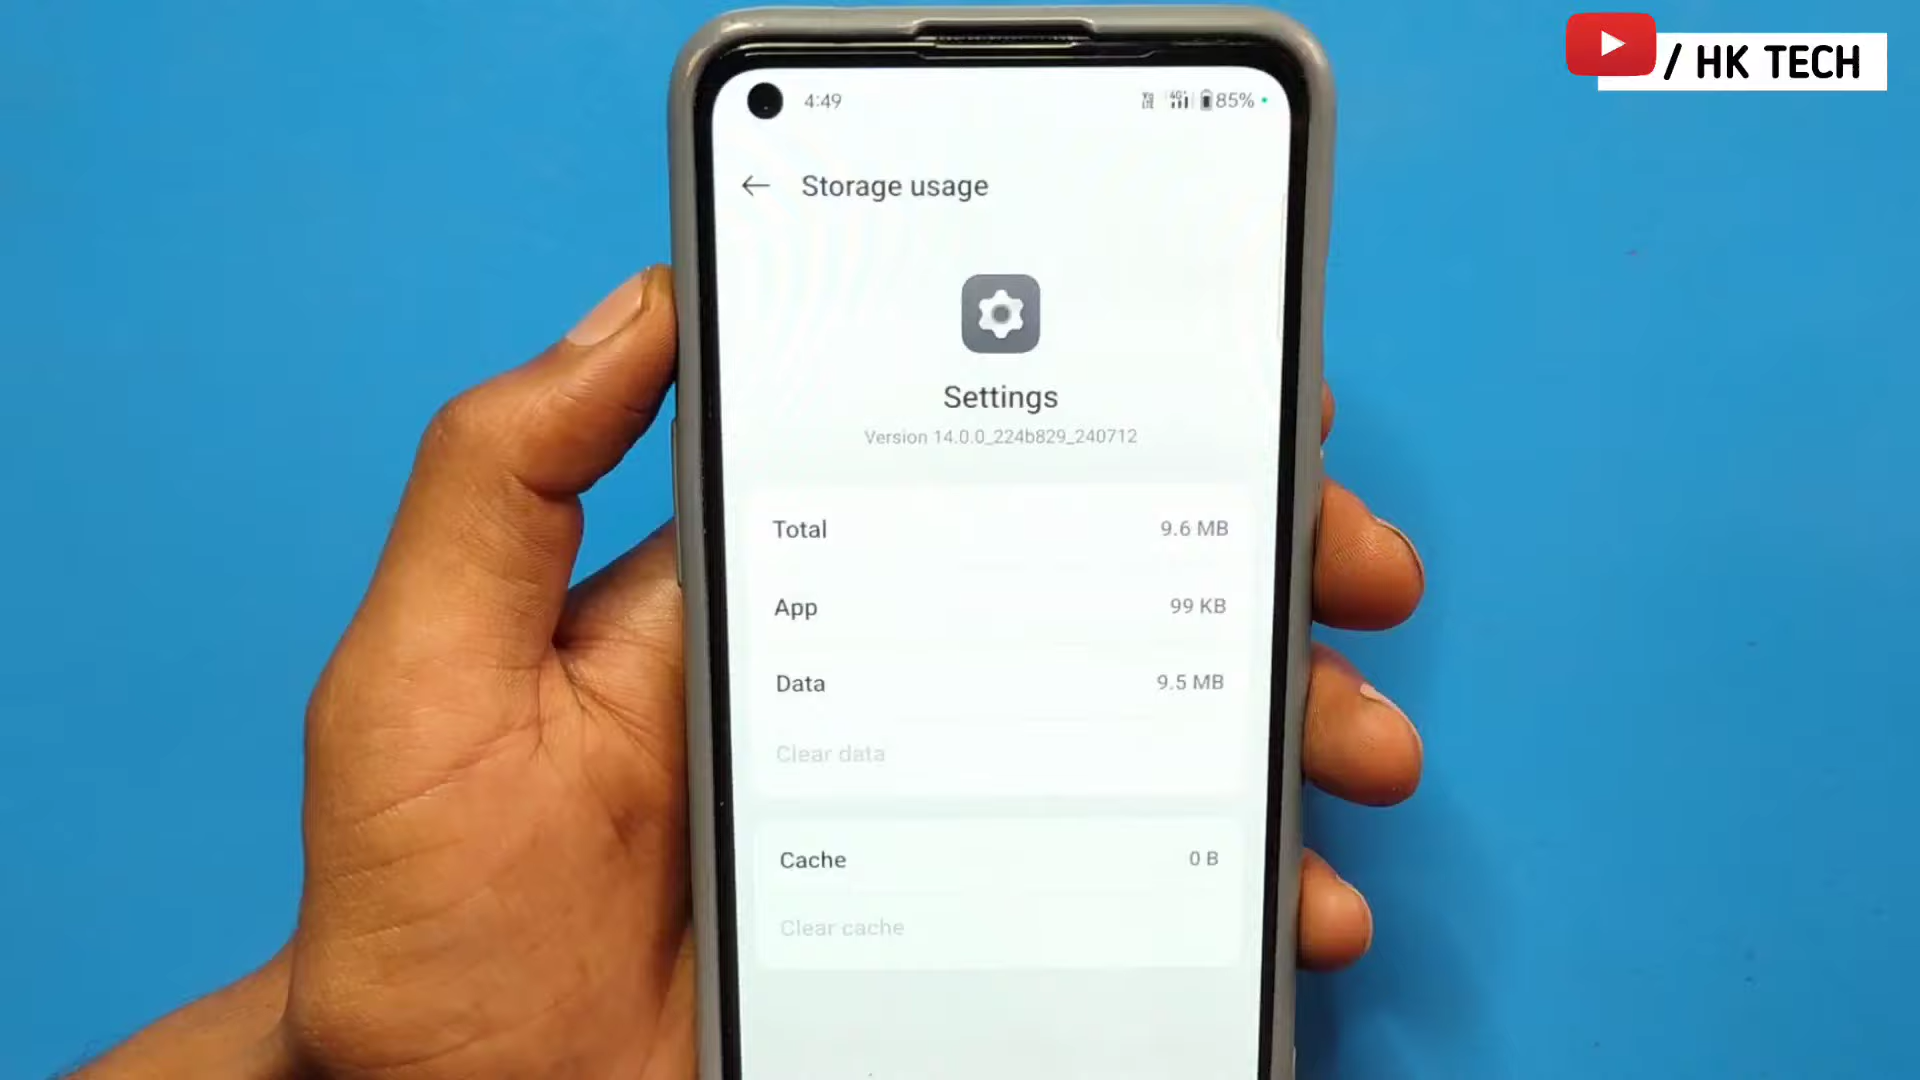 / HK TECH
4:49
4G+
85%
Storage usage
Settings
Version 14.0.0_224b829_240712
Total 9.6 MB
App 99 KB
Data 9.5 MB
Clear data
Cache 0 B
Clear cache